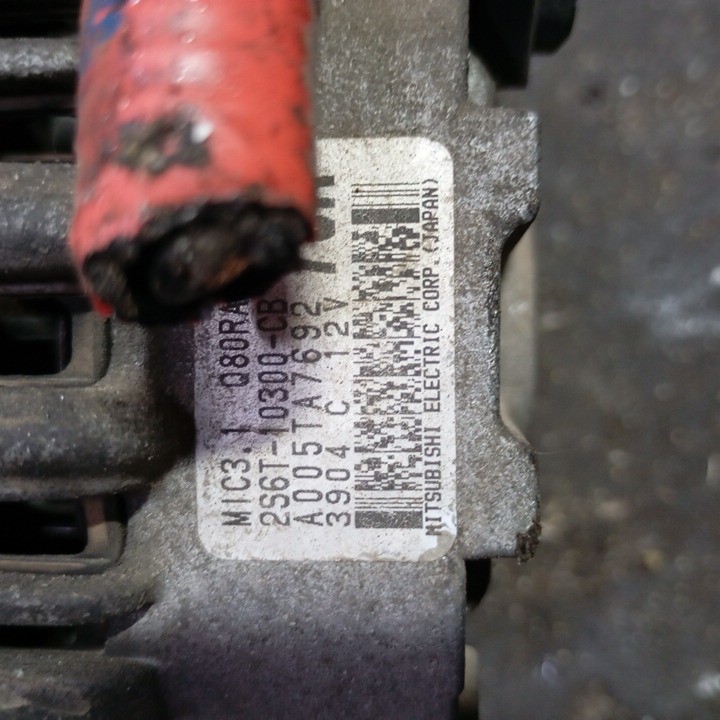 MIC3.1 Q80RA
2S6T-10300-CB
A005TA7692
3904 C 12V
MITSUBISHI ELECTRIC CORP.(JAPAN)